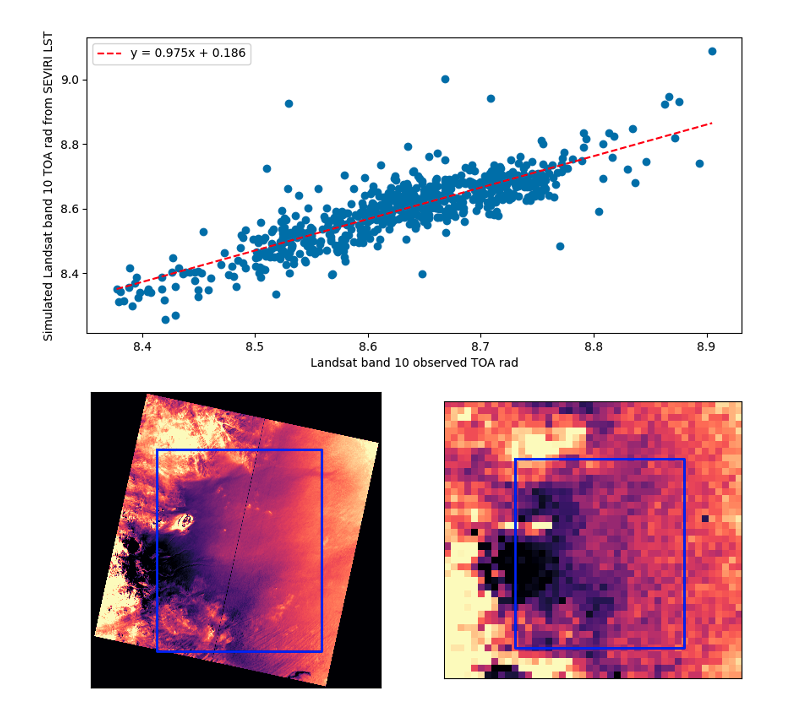 Simulated Landsat band 10 TOA rad from SEVIRI LST
y = 0.975x + 0.186
9.0
8.8
8.6
8.4
8.4 8.5 8.6 8.7 8.8 8.9
Landsat band 10 observed TOA rad